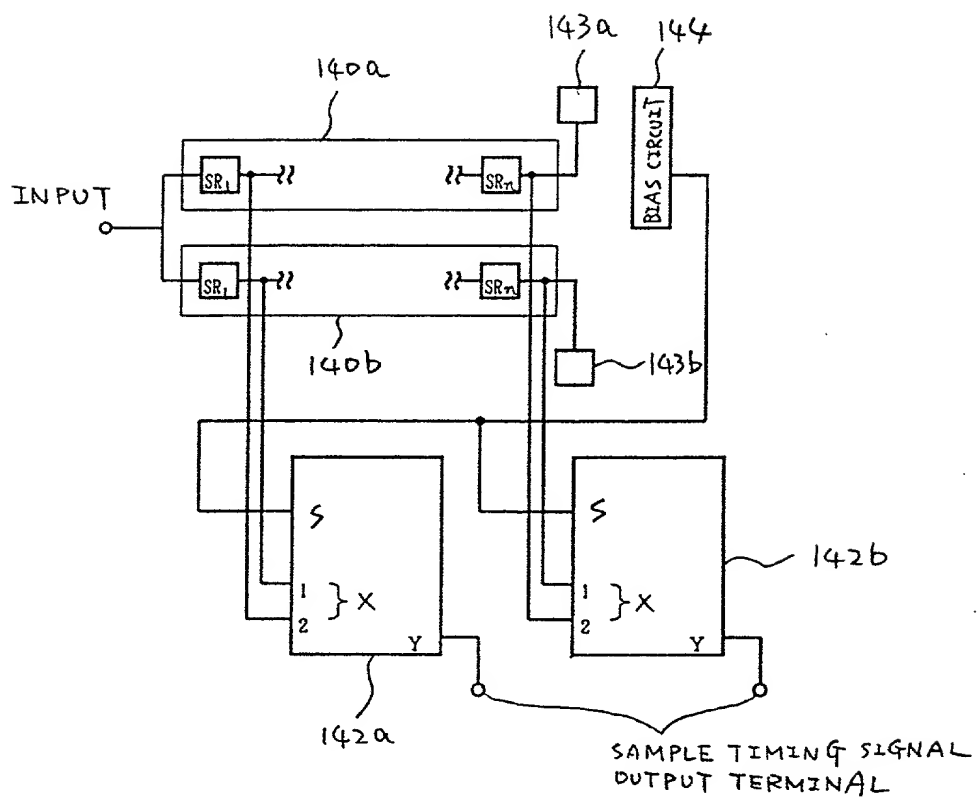 143a
144
140a
BIAS CIRCUIT
SR1
SRn
INPUT
SR1
SRn
140b
143b
S
S
142b
1
} X
2
1
} X
2
Y
Y
142a
SAMPLE TIMING SIGNAL
OUTPUT TERMINAL